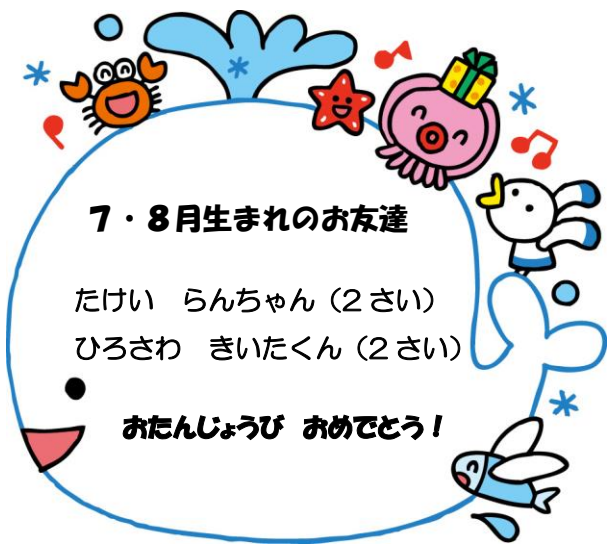 7・8月生まれのお友達
たけい　らんちゃん（2さい）
ひろさわ　きいたくん（2さい）
おたんじょうび　おめでとう！